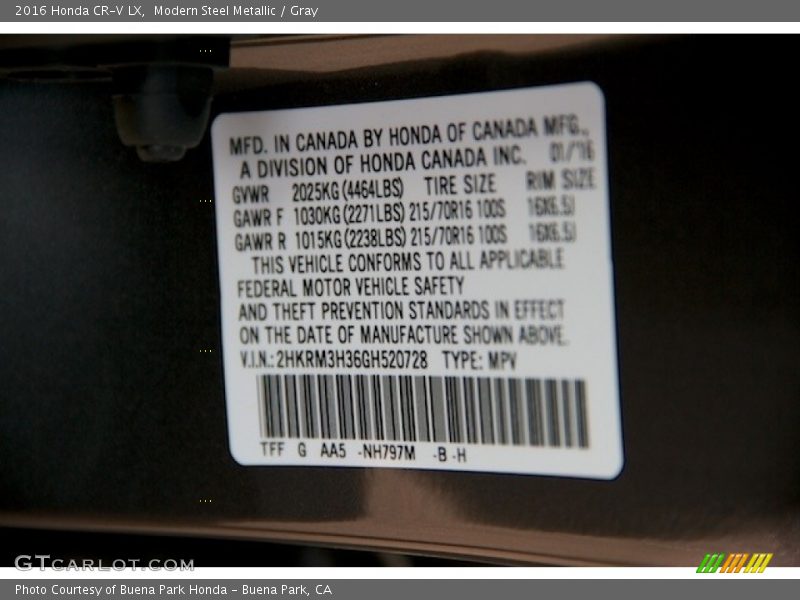 2016 Honda CR-V LX,  Modern Steel Metallic / Gray
MFD. IN CANADA BY HONDA OF CANADA MFG.,
A DIVISION OF HONDA CANADA INC. 01/16
GVWR 2025KG (4464LBS) TIRE SIZE RIM SIZE
GAWR F 1030KG (2271LBS) 215/70R16 100S 16X6.5J
GAWR R 1015KG (2238LBS) 215/70R16 100S 16X6.5J
THIS VEHICLE CONFORMS TO ALL APPLICABLE
FEDERAL MOTOR VEHICLE SAFETY
AND THEFT PREVENTION STANDARDS IN EFFECT
ON THE DATE OF MANUFACTURE SHOWN ABOVE.
V.I.N.: 2HKRM3H36GH520728 TYPE: MPV
TFF G AA5 -NH797M -B -H
GTCARLOT.COM
Photo Courtesy of Buena Park Honda - Buena Park, CA